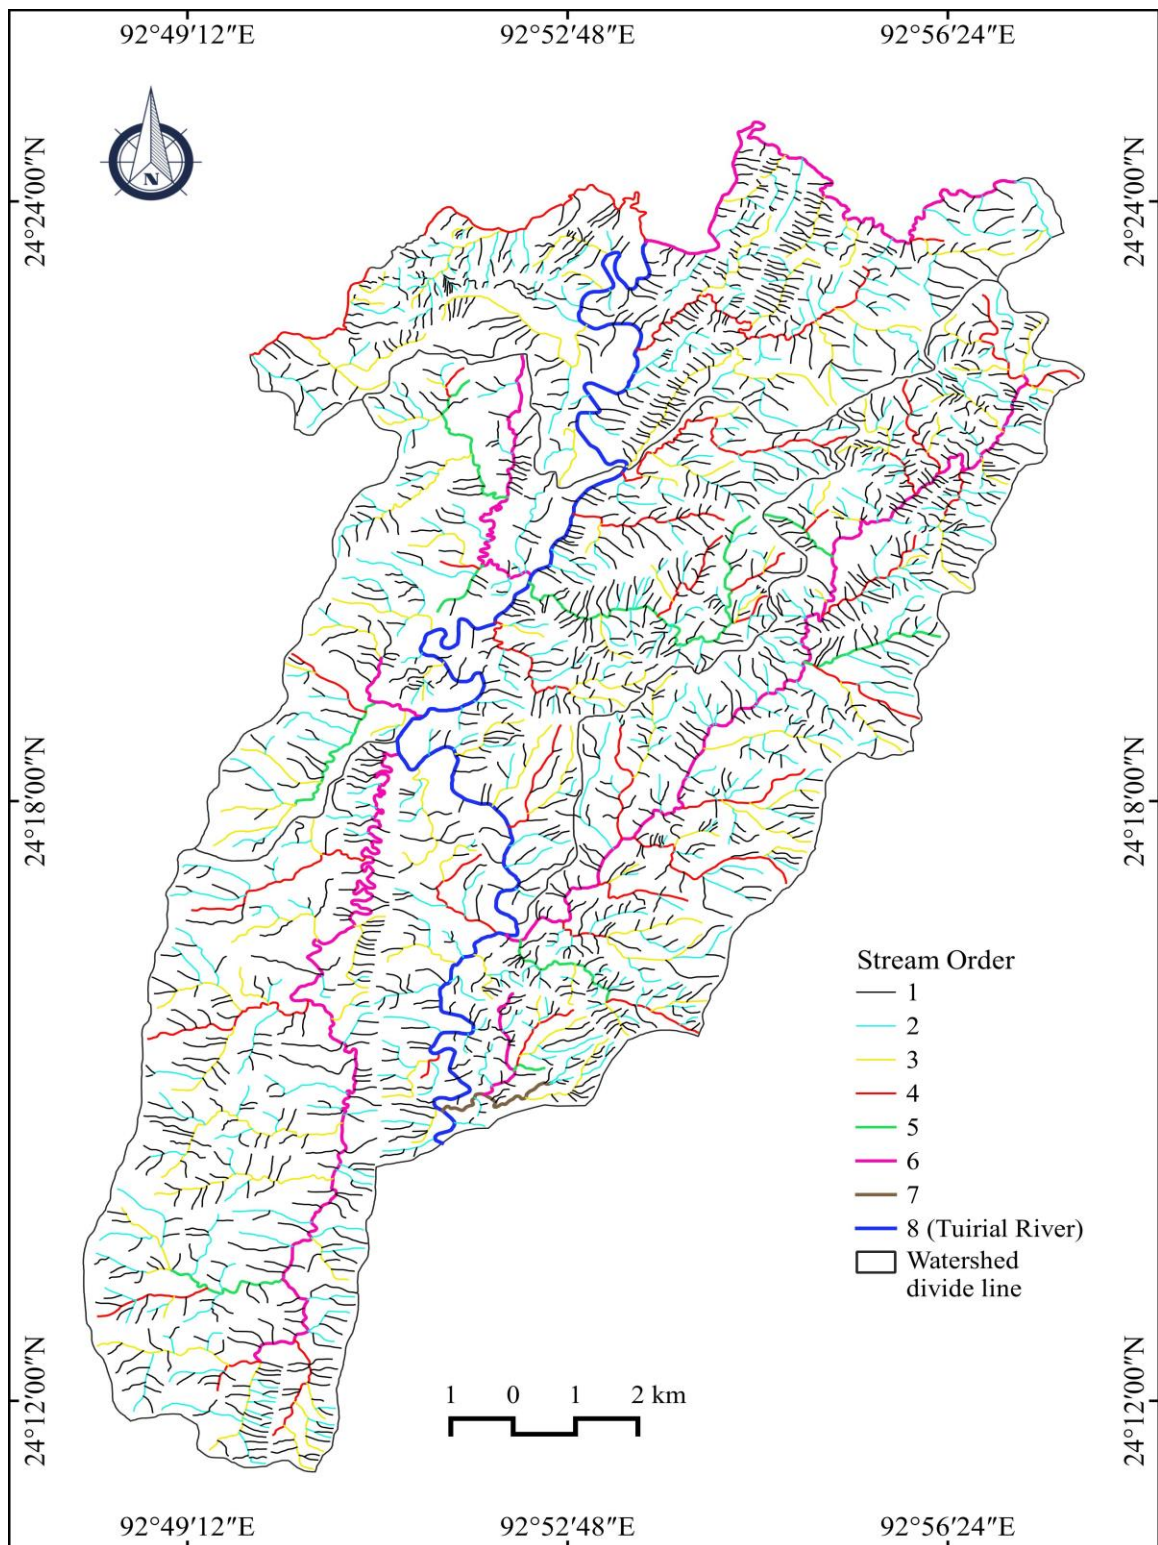 92°49′12″E 92°52′48″E 92°56′24″E
24°24′00″N 24°24′00″N
N
24°18′00″N 24°18′00″N
Stream Order
1
2
3
4
5
6
7
8 (Tuirial River)
Watershed
divide line
1 0 1 2 km
24°12′00″N 24°12′00″N
92°49′12″E 92°52′48″E 92°56′24″E